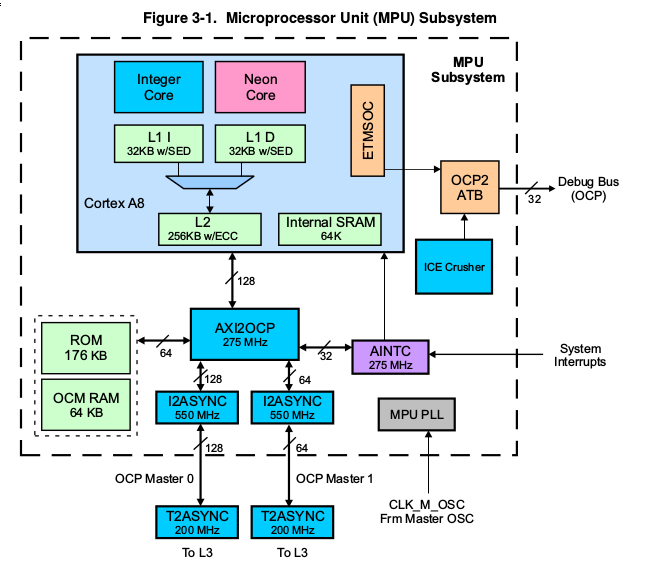 Figure 3-1. Microprocessor Unit (MPU) Subsystem
MPU
Subsystem
Integer
Core
Neon
Core
L1 I
32KB w/SED
L1 D
32KB w/SED
ETMSOC
Cortex A8
L2
256KB w/ECC
Internal SRAM
64K
OCP2
ATB
32
Debug Bus
(OCP)
ICE Crusher
128
ROM
176 KB
OCM RAM
64 KB
64
AXI2OCP
275 MHz
32
AINTC
275 MHz
System
Interrupts
128
64
I2ASYNC
550 MHz
I2ASYNC
550 MHz
MPU PLL
128
64
OCP Master 0
OCP Master 1
CLK_M_OSC
Frm Master OSC
T2ASYNC
200 MHz
T2ASYNC
200 MHz
To L3
To L3